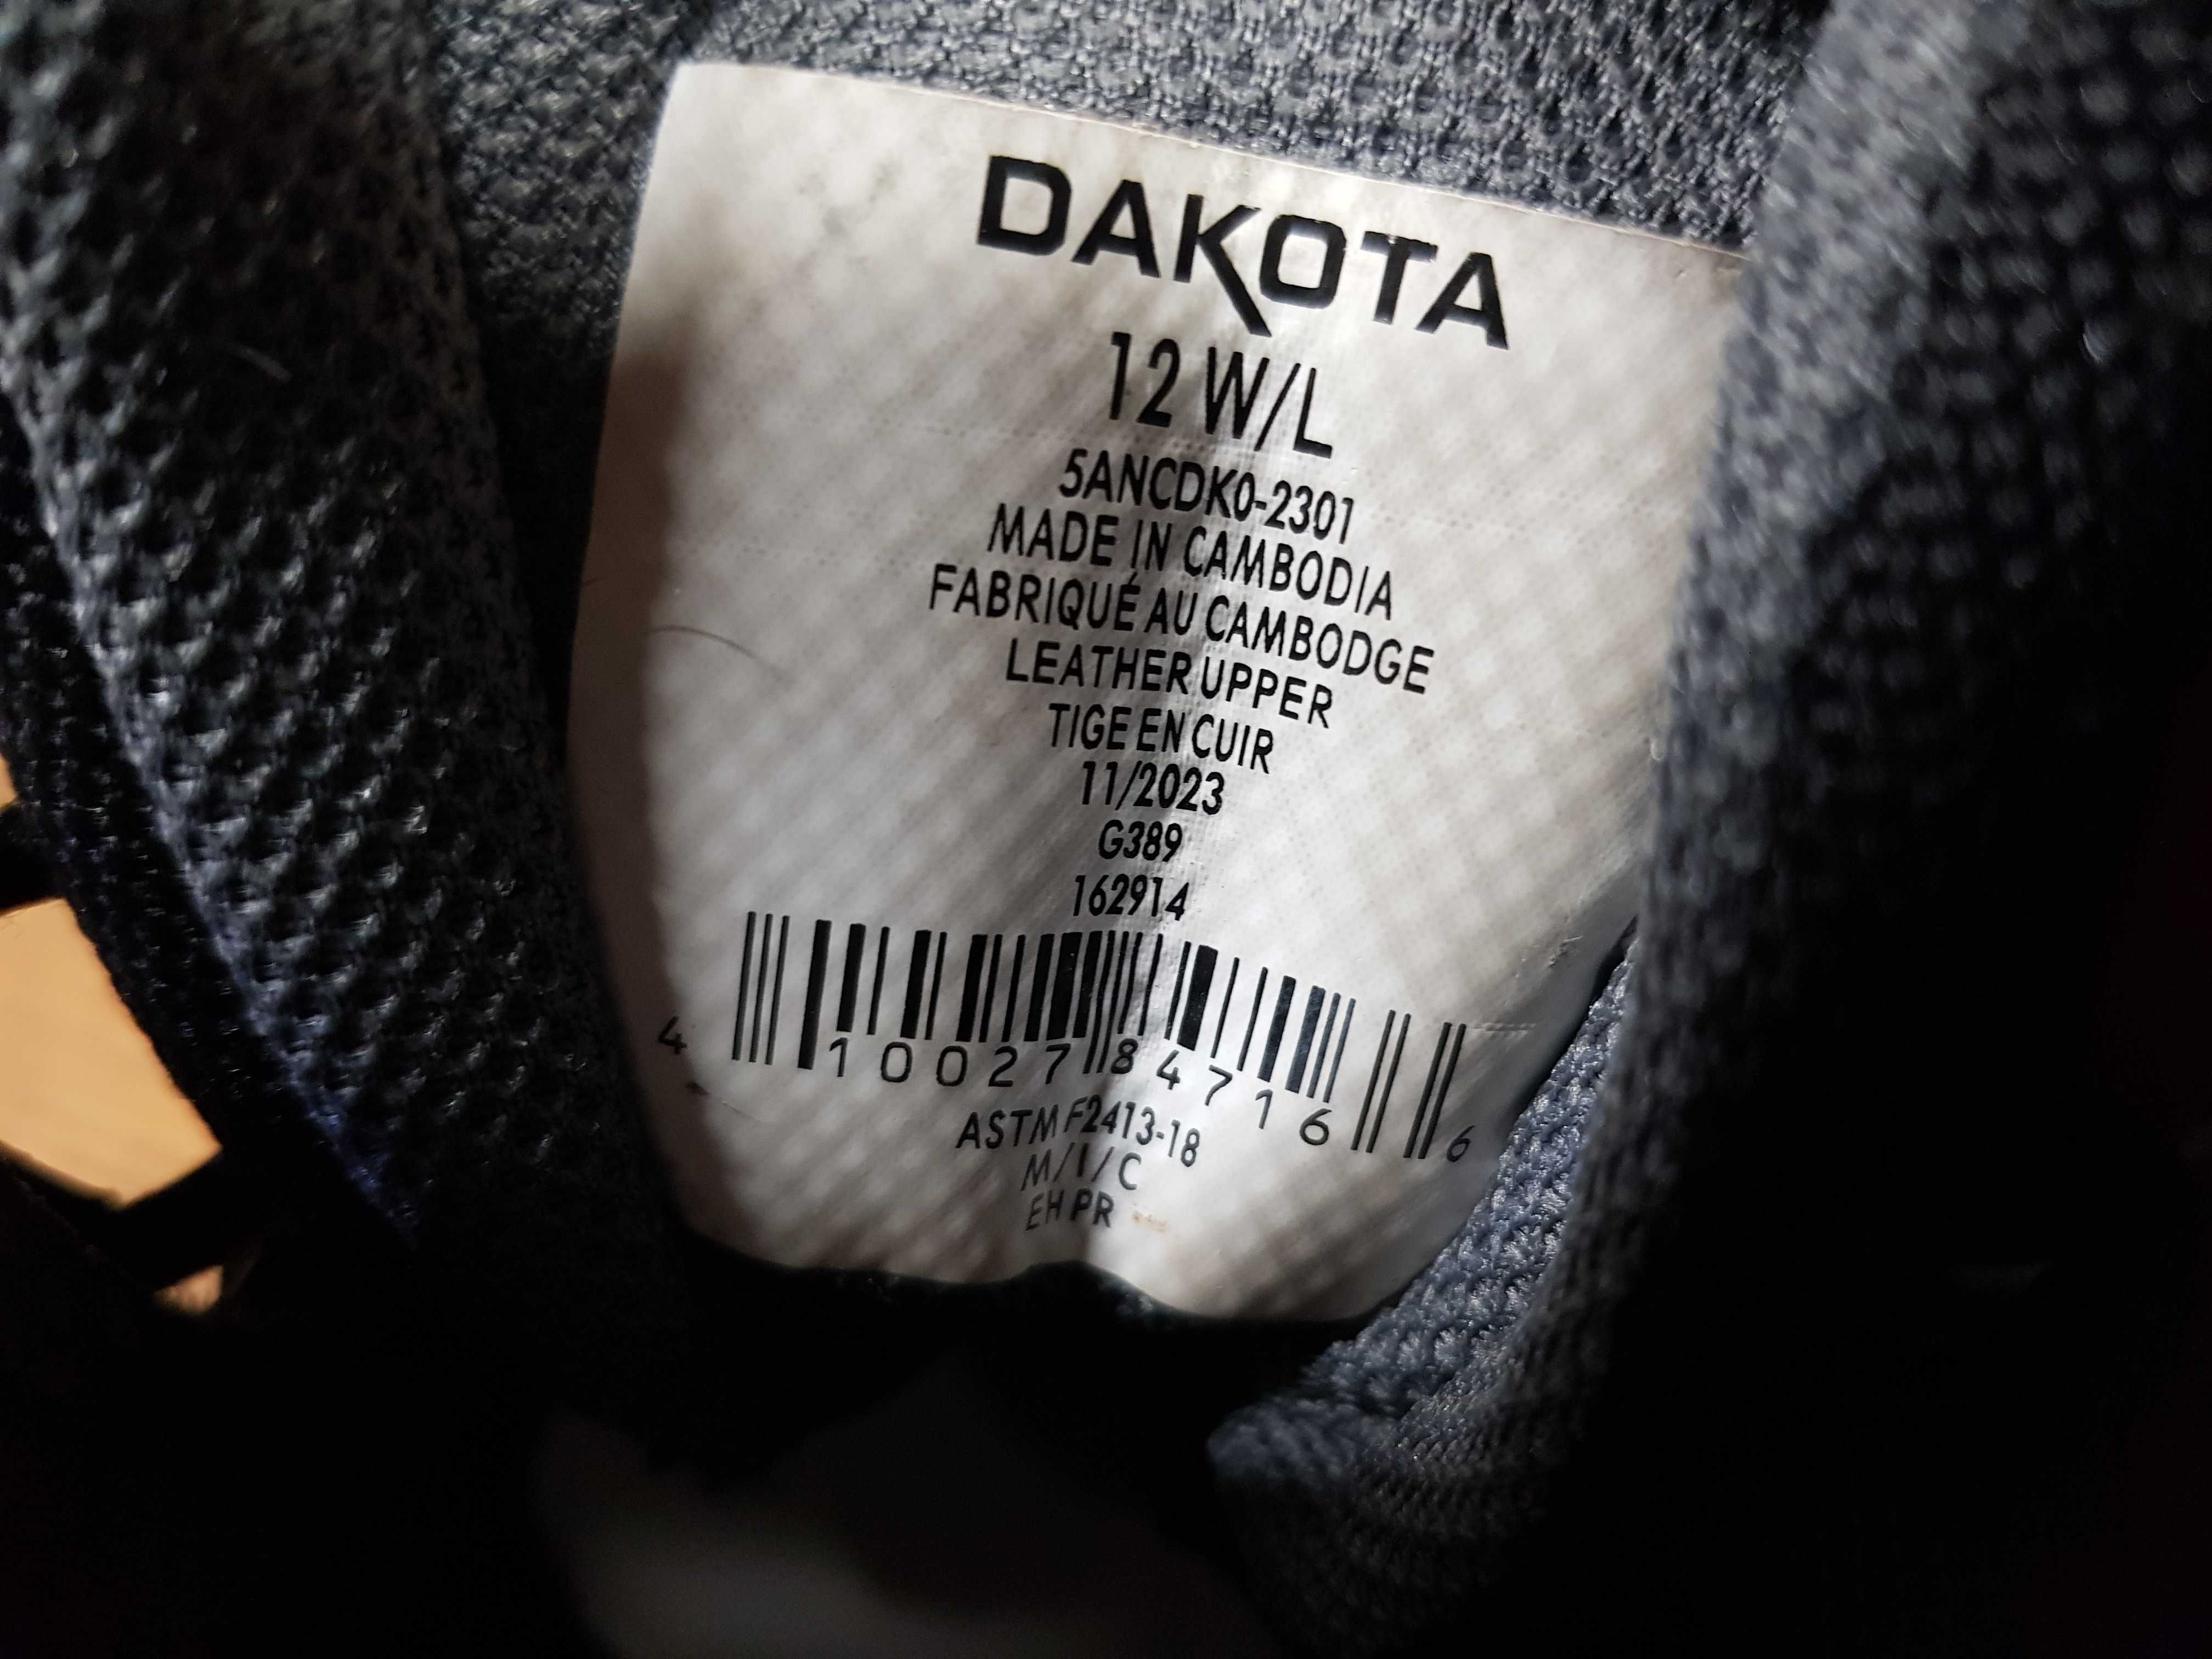 DAKOTA
12 W/L
5ANCDK0-2301
MADE IN CAMBODIA
FABRIQUÉ AU CAMBODGE
LEATHER UPPER
TIGE EN CUIR
11/2023
G389
162914
4 10027 84716 6
ASTM F2413-18
M/I/C
EH PR